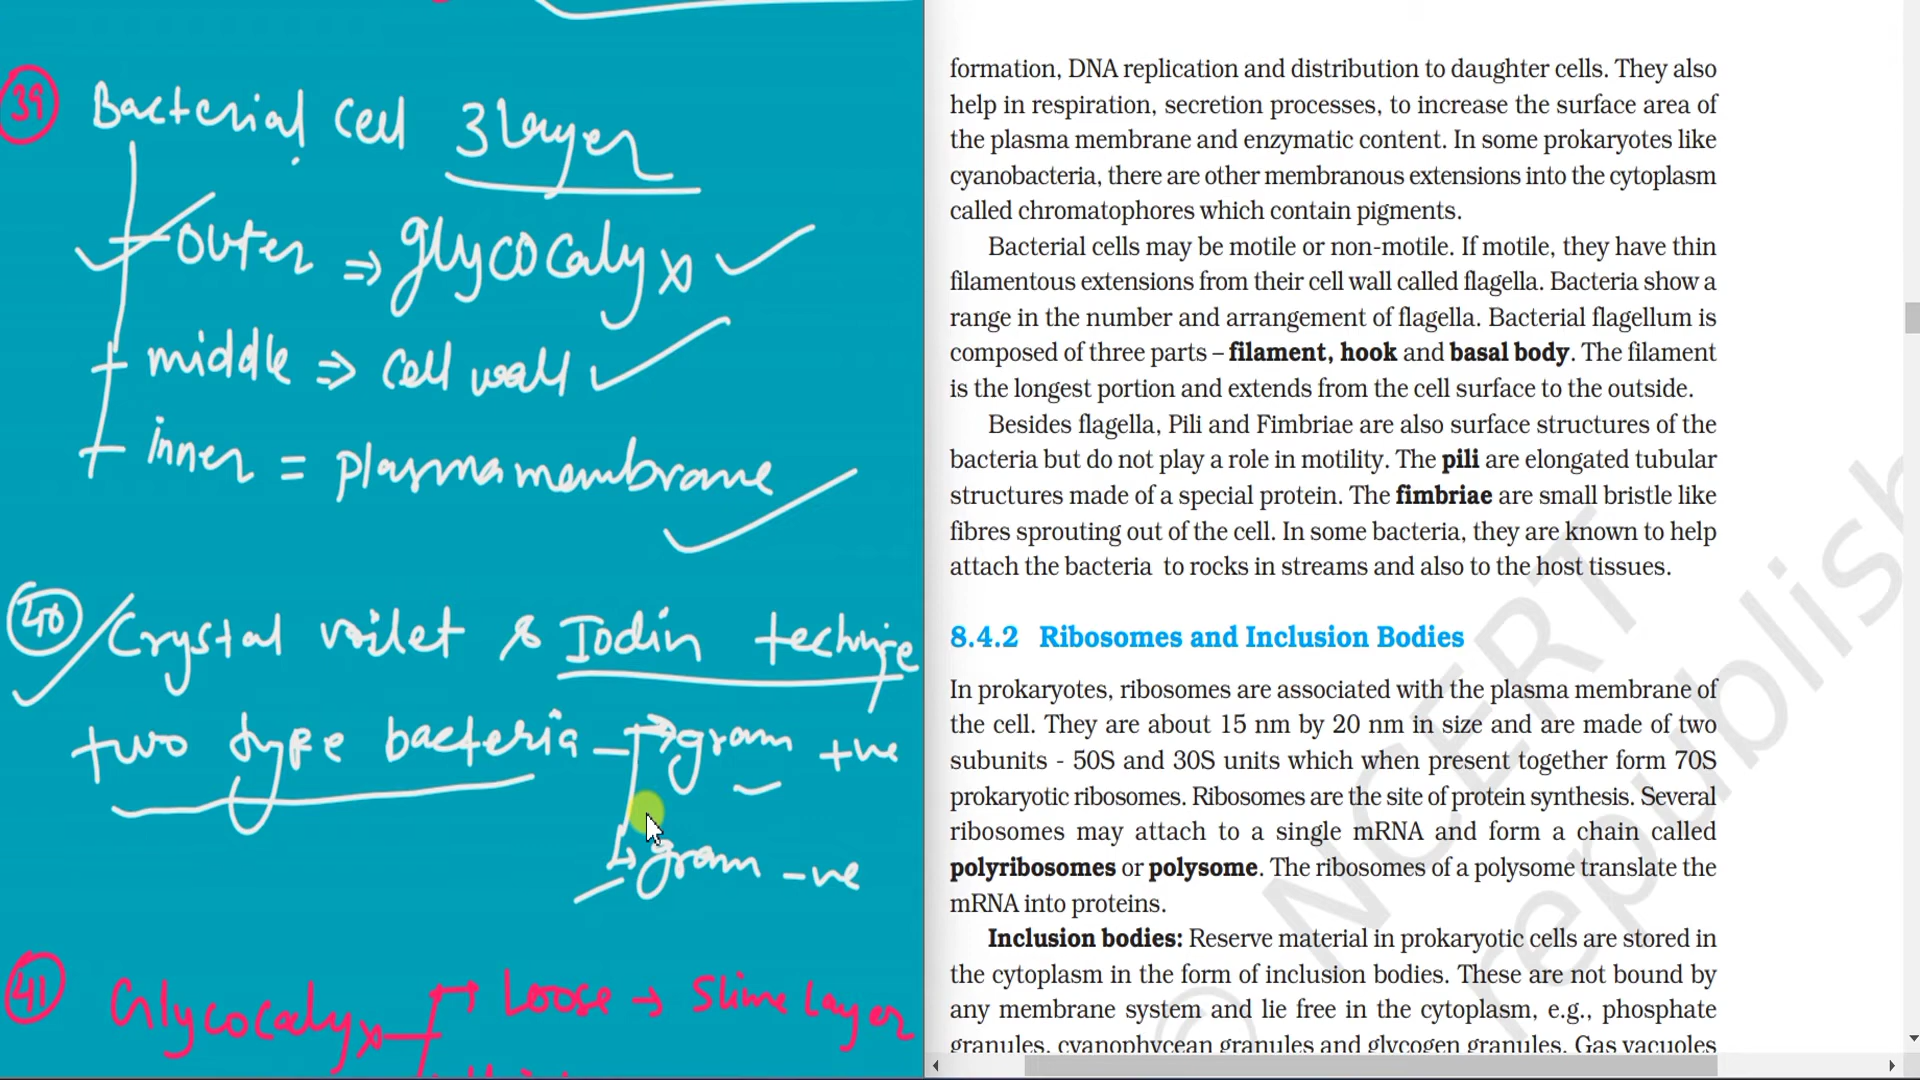 39 Bacterial cell 3 layer
outer ⇒ glycocalyx
middle ⇒ cell wall
inner = plasma membrane
40 Crystal voilet & Iodin
two type bacteria → gram +ve
gram -ve
41 Glycocalyx → Loose → Slime layer
formation, DNA replication and distribution to daughter cells. They also
help in respiration, secretion processes, to increase the surface area of
the plasma membrane and enzymatic content. In some prokaryotes like
cyanobacteria, there are other membranous extensions into the cytoplasm
called chromatophores which contain pigments.
Bacterial cells may be motile or non-motile. If motile, they have thin
filamentous extensions from their cell wall called flagella. Bacteria show a
range in the number and arrangement of flagella. Bacterial flagellum is
composed of three parts – filament, hook and basal body. The filament
is the longest portion and extends from the cell surface to the outside.
Besides flagella, Pili and Fimbriae are also surface structures of the
bacteria but do not play a role in motility. The pili are elongated tubular
structures made of a special protein. The fimbriae are small bristle like
fibres sprouting out of the cell. In some bacteria, they are known to help
attach the bacteria to rocks in streams and also to the host tissues.
8.4.2 Ribosomes and Inclusion Bodies
In prokaryotes, ribosomes are associated with the plasma membrane of
the cell. They are about 15 nm by 20 nm in size and are made of two
subunits - 50S and 30S units which when present together form 70S
prokaryotic ribosomes. Ribosomes are the site of protein synthesis. Several
ribosomes may attach to a single mRNA and form a chain called
polyribosomes or polysome. The ribosomes of a polysome translate the
mRNA into proteins.
Inclusion bodies: Reserve material in prokaryotic cells are stored in
the cytoplasm in the form of inclusion bodies. These are not bound by
any membrane system and lie free in the cytoplasm, e.g., phosphate
granules, cyanophycean granules and glycogen granules. Gas vacuoles
© NCERT
republish